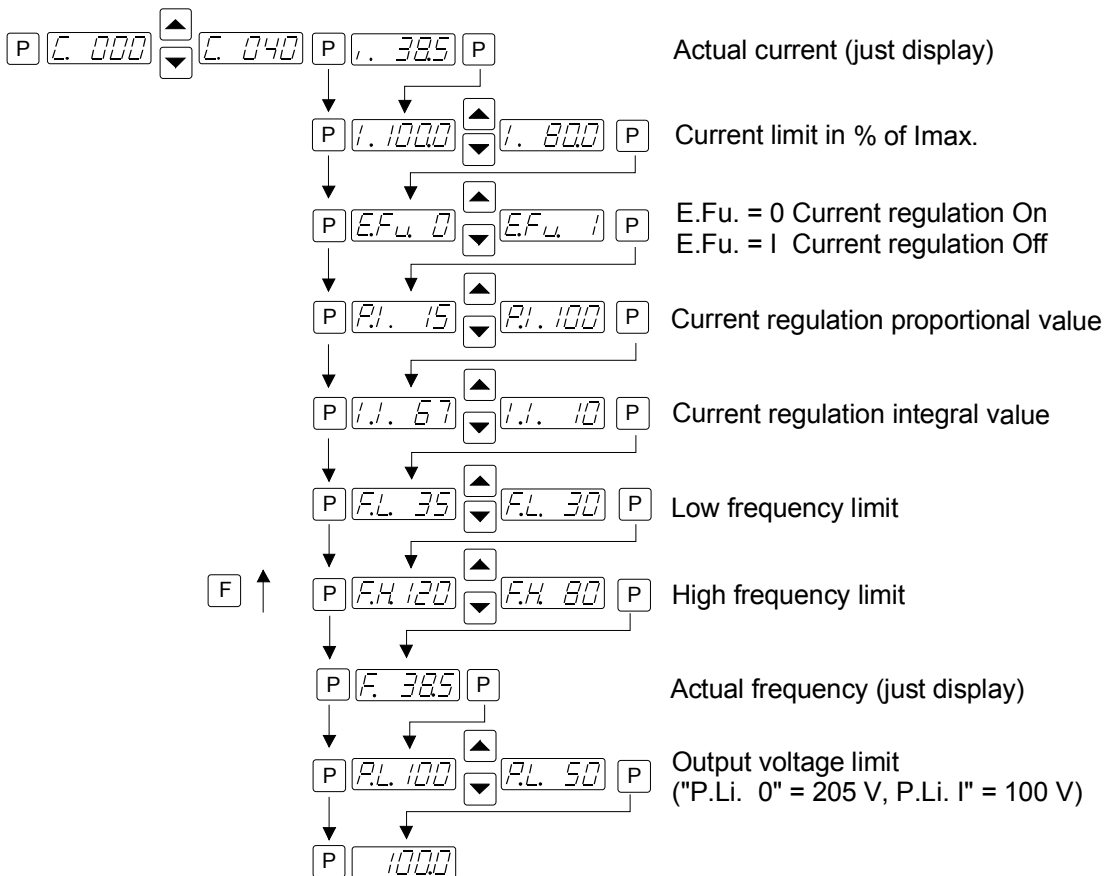 P C. 000 C. 040 P i. 38.5 P Actual current (just display)
P I. 100.0 I. 80.0 P Current limit in % of Imax.
P E.Fu. 0 E.Fu. I P E.Fu. = 0 Current regulation On
E.Fu. = I Current regulation Off
P P.I. 15 P.I. 100 P Current regulation proportional value
P I.I. 67 I.I. 10 P Current regulation integral value
P F.L. 35 F.L. 30 P Low frequency limit
F P F.H. 120 F.H. 80 P High frequency limit
P F. 38.5 P Actual frequency (just display)
P P.L. 100 P.L. 50 P Output voltage limit
("P.Li. 0" = 205 V, P.Li. I" = 100 V)
P 100.0